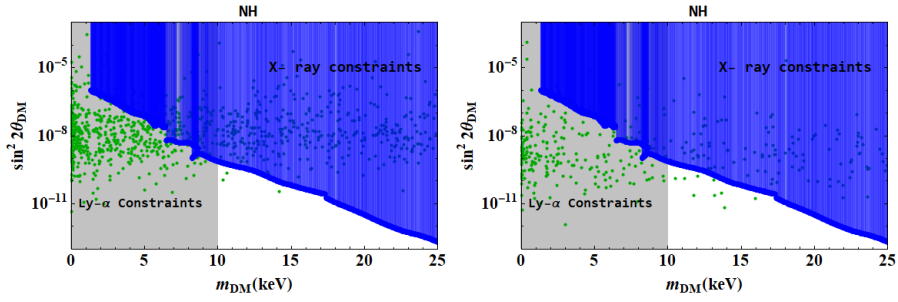 NH
sin² 2θ_DM
10⁻⁵
10⁻⁸
10⁻¹¹
X- ray constraints
Ly-α Constraints
0 5 10 15 20 25
m_DM(keV)
NH
sin² 2θ_DM
10⁻⁵
10⁻⁸
10⁻¹¹
X- ray constraints
Ly-α Constraints
0 5 10 15 20 25
m_DM(keV)